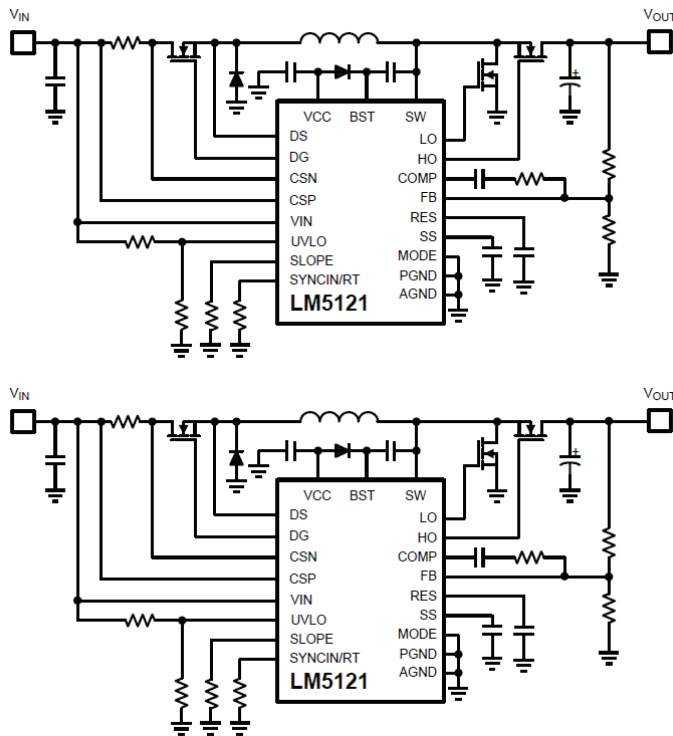 VIN VOUT
+
VCC BST SW
DS LO
DG HO
CSN COMP
CSP FB
VIN RES
UVLO SS
SLOPE MODE
SYNCIN/RT PGND
LM5121 AGND
VIN VOUT
+
VCC BST SW
DS LO
DG HO
CSN COMP
CSP FB
VIN RES
UVLO SS
SLOPE MODE
SYNCIN/RT PGND
LM5121 AGND